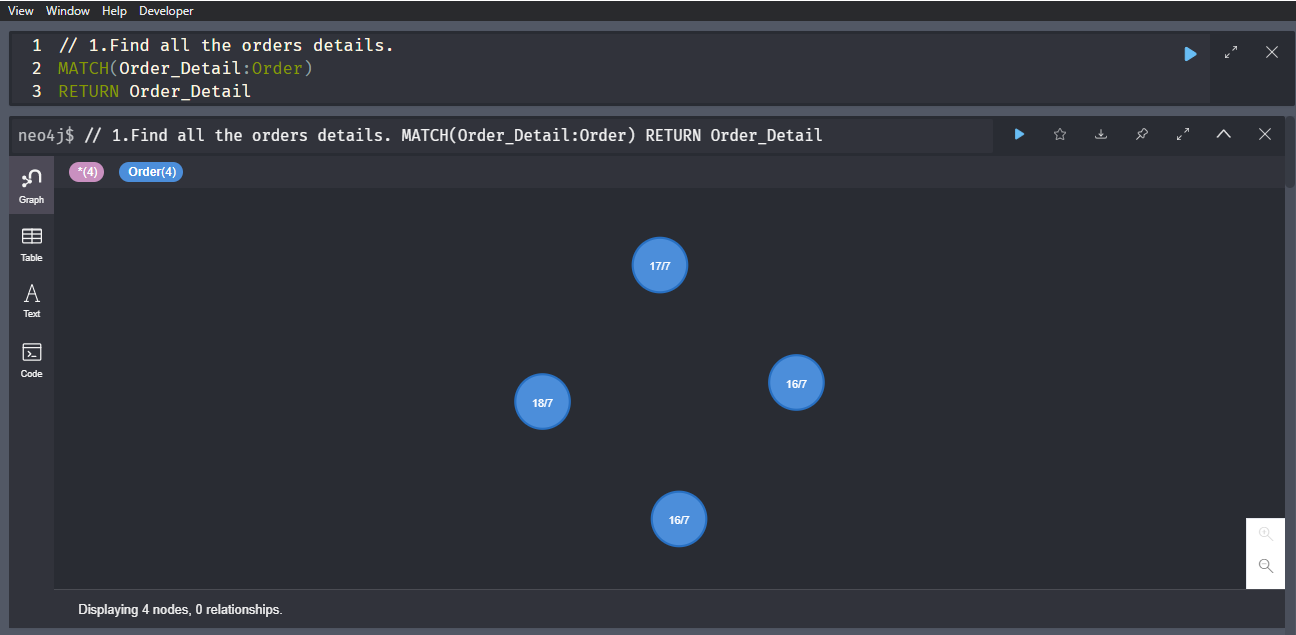 View Window Help Developer
1 // 1.Find all the orders details.
2 MATCH(Order_Detail:Order)
3 RETURN Order_Detail
neo4j$ // 1.Find all the orders details. MATCH(Order_Detail:Order) RETURN Order_Detail
*(4) Order(4)
Graph
Table
A
Text
Code
17/7
16/7
18/7
16/7
Displaying 4 nodes, 0 relationships.